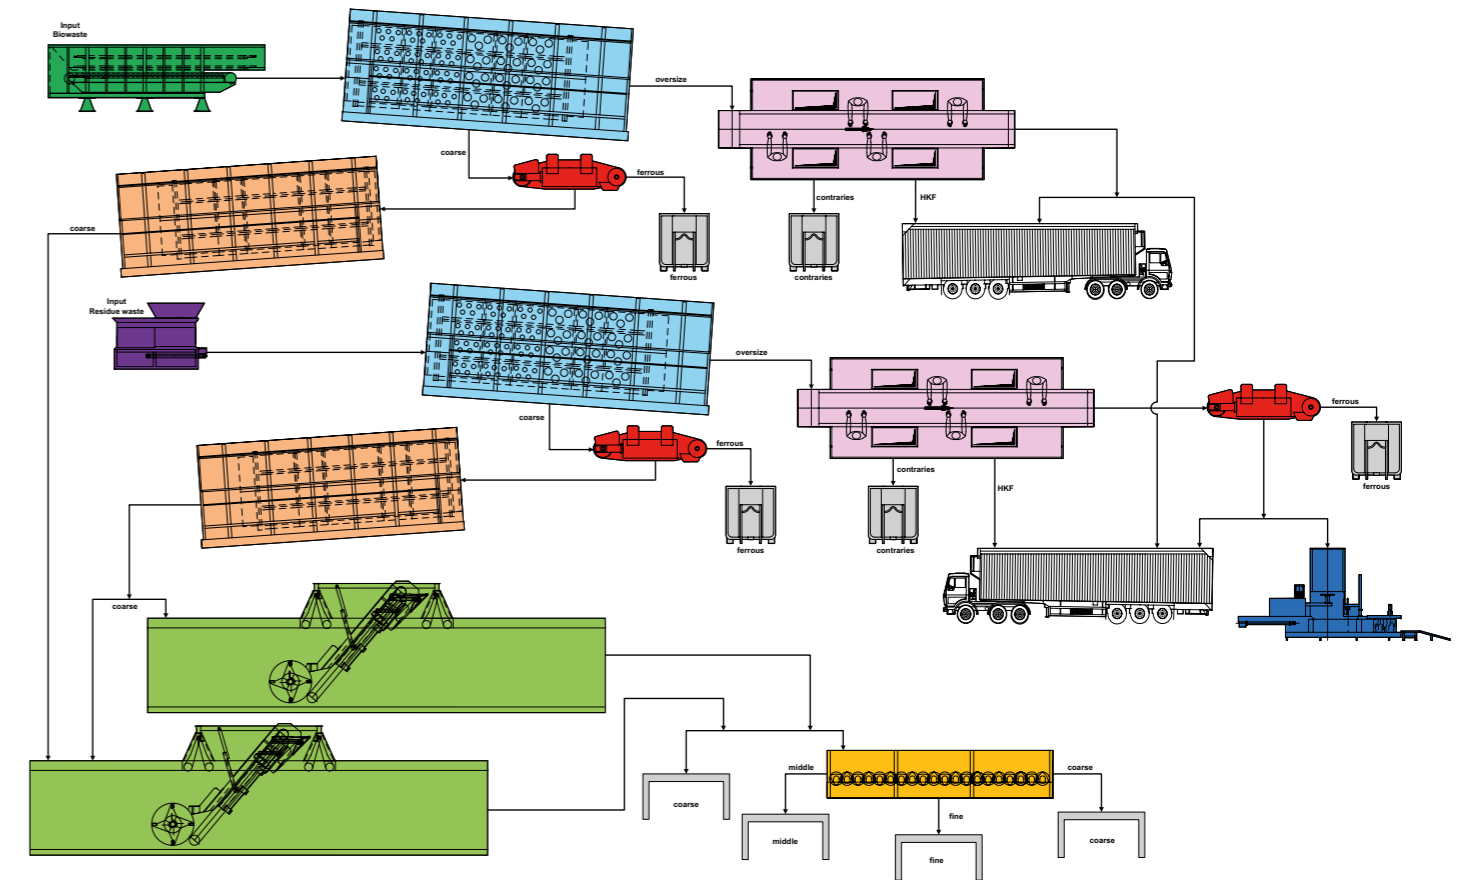 Input
Biowaste
oversize
coarse
ferrous
contraries
HKF
coarse
ferrous
contraries
Input
Residue waste
oversize
coarse
ferrous
ferrous
contraries
HKF
ferrous
ferrous
contraries
coarse
middle
coarse
coarse
fine
middle
coarse
fine